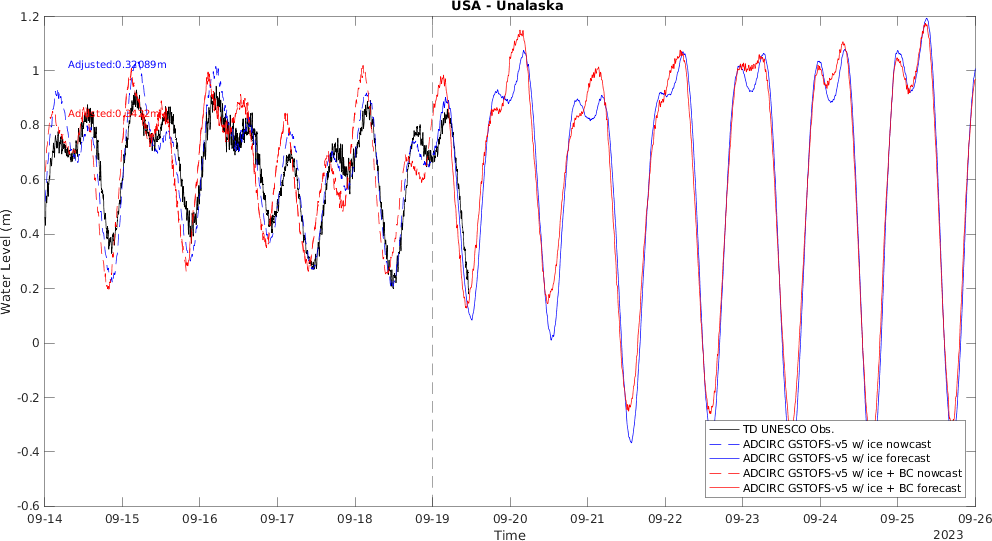 USA - Unalaska
1.2
1
0.8
0.6
0.4
0.2
0
-0.2
-0.4
-0.6
Water Level (m)
Adjusted:0.32089m
TD UNESCO Obs.
ADCIRC GSTOFS-v5 w/ ice nowcast
ADCIRC GSTOFS-v5 w/ ice forecast
ADCIRC GSTOFS-v5 w/ ice + BC nowcast
ADCIRC GSTOFS-v5 w/ ice + BC forecast
09-14 09-15 09-16 09-17 09-18 09-19 09-20 09-21 09-22 09-23 09-24 09-25 09-26
Time
2023